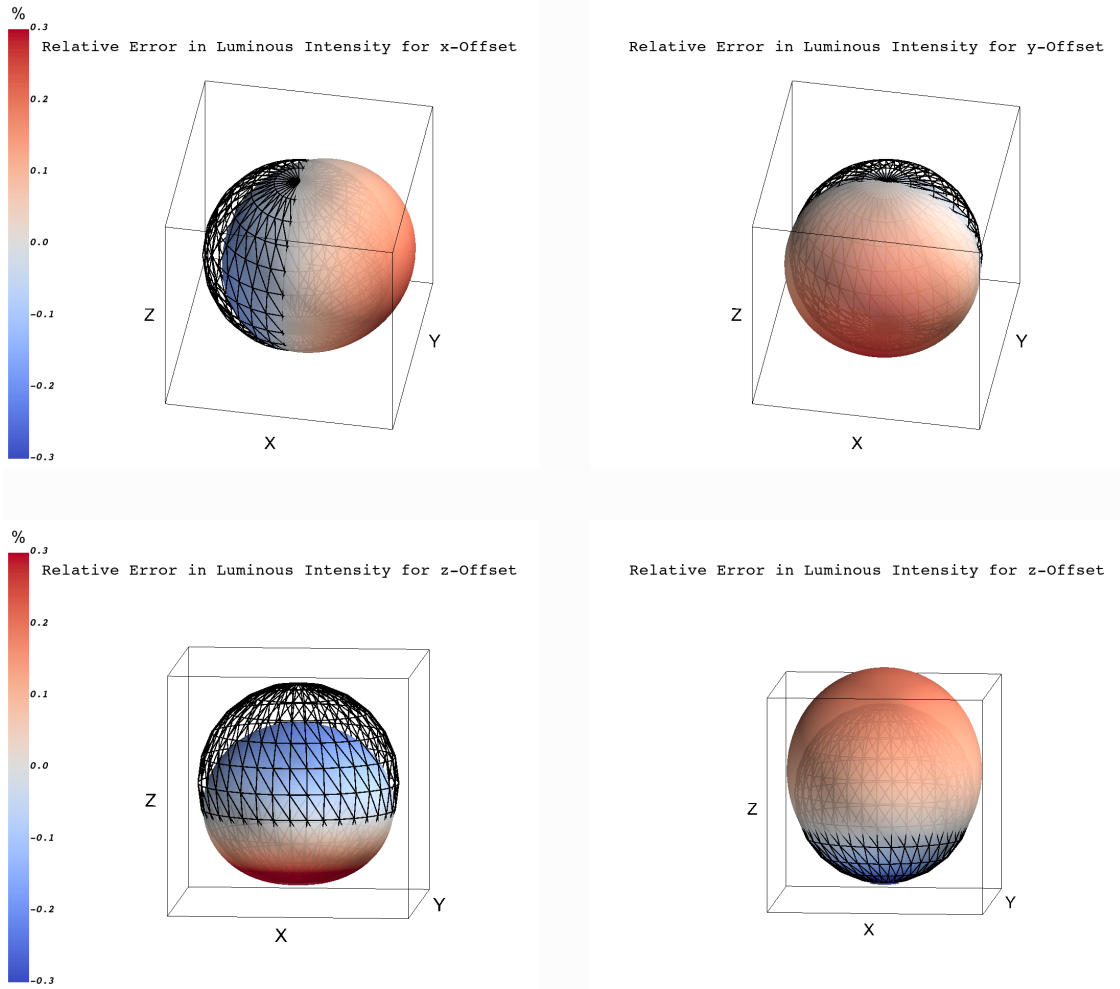 %
0.3
Relative Error in Luminous Intensity for x-Offset
0.2
0.1
0.0
-0.1
-0.2
-0.3
Z
Y
X
Relative Error in Luminous Intensity for y-Offset
Z
Y
X
%
0.3
Relative Error in Luminous Intensity for z-Offset
0.2
0.1
0.0
-0.1
-0.2
-0.3
Z
Y
X
Relative Error in Luminous Intensity for z-Offset
Z
Y
X